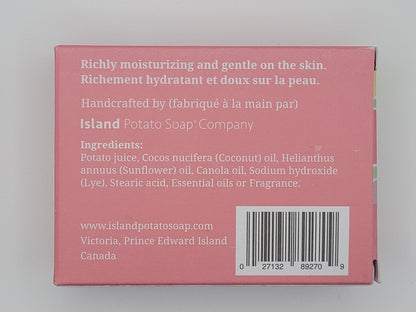 Richly moisturizing and gentle on the skin.
Richement hydratant et doux sur la peau.
Handcrafted by (fabriqué à la main par)
Island Potato Soap® Company
Ingredients:
Potato juice, Cocos nucifera (Coconut) oil, Helianthus
annuus (Sunflower) oil, Canola oil, Sodium hydroxide
(Lye), Stearic acid, Essential oils or Fragrance.
www.islandpotatosoap.com
Victoria, Prince Edward Island
Canada
0 27132 89270 9